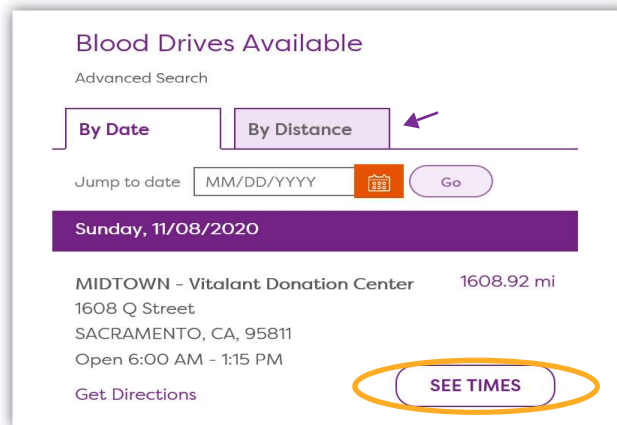 Blood Drives Available
Advanced Search
By Date By Distance
Jump to date MM/DD/YYYY Go
Sunday, 11/08/2020
MIDTOWN - Vitalant Donation Center 1608.92 mi
1608 Q Street
SACRAMENTO, CA, 95811
Open 6:00 AM - 1:15 PM
Get Directions SEE TIMES